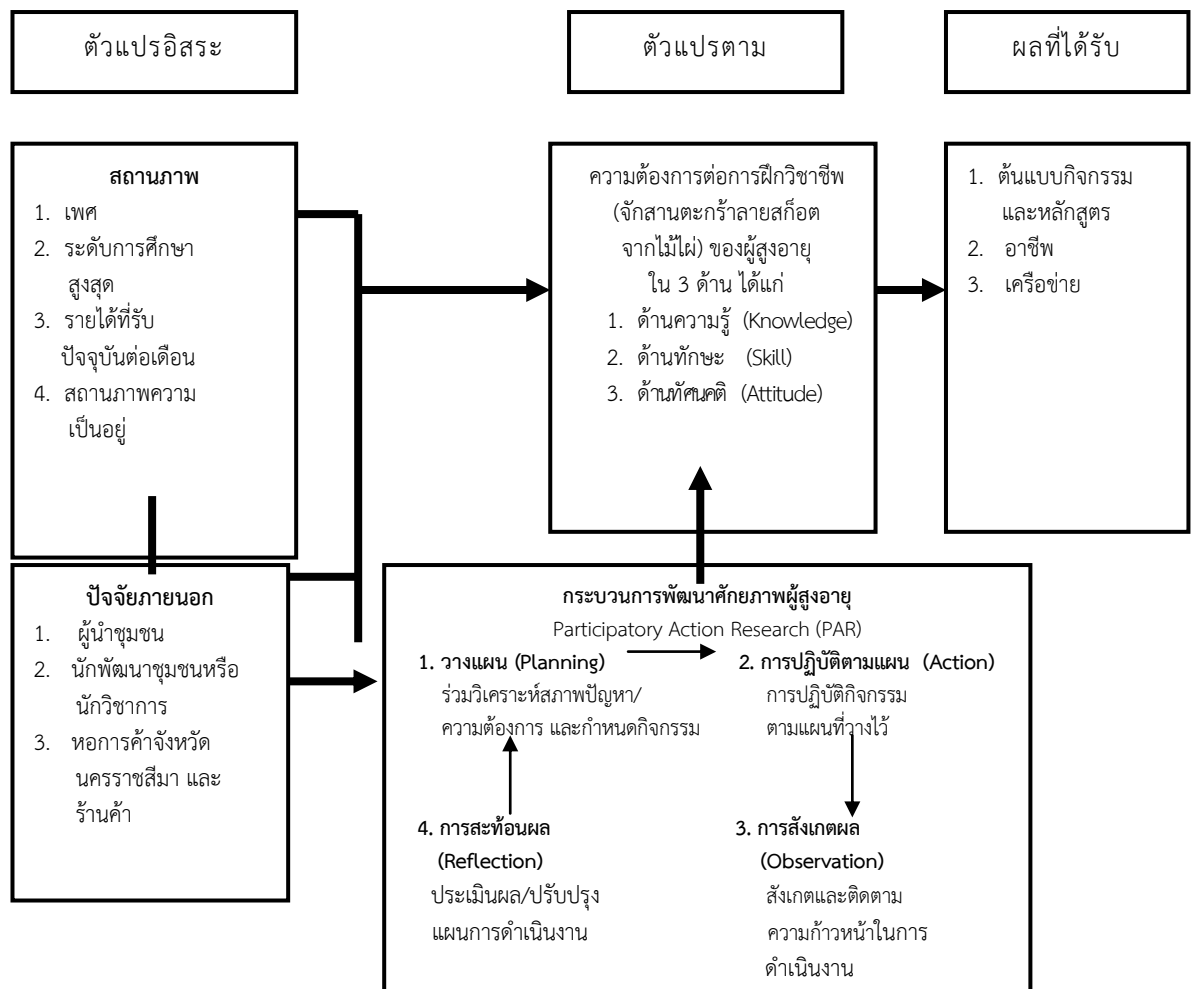 ตัวแปรอิสระ
ตัวแปรตาม
ผลที่ได้รับ
สถานภาพ
1. เพศ
2. ระดับการศึกษา
สูงสุด
3. รายได้ที่รับ
ปัจจุบันต่อเดือน
4. สถานภาพความ
เป็นอยู่
ความต้องการต่อการฝึกวิชาชีพ
(จักสานตะกร้าลายสก็อต
จากไม้ไผ่) ของผู้สูงอายุ
ใน 3 ด้าน ได้แก่
1. ด้านความรู้ (Knowledge)
2. ด้านทักษะ (Skill)
3. ด้านทัศนคติ (Attitude)
1. ต้นแบบกิจกรรม
และหลักสูตร
2. อาชีพ
3. เครือข่าย
ปัจจัยภายนอก
1. ผู้นำชุมชน
2. นักพัฒนาชุมชนหรือ
นักวิชาการ
3. หอการค้าจังหวัด
นครราชสีมา และ
ร้านค้า
กระบวนการพัฒนาศักยภาพผู้สูงอายุ
Participatory Action Research (PAR)
1. วางแผน (Planning)
ร่วมวิเคราะห์สภาพปัญหา/
ความต้องการ และกำหนดกิจกรรม
2. การปฏิบัติตามแผน (Action)
การปฏิบัติกิจกรรม
ตามแผนที่วางไว้
4. การสะท้อนผล
(Reflection)
ประเมินผล/ปรับปรุง
แผนการดำเนินงาน
3. การสังเกตผล
(Observation)
สังเกตและติดตาม
ความก้าวหน้าในการ
ดำเนินงาน